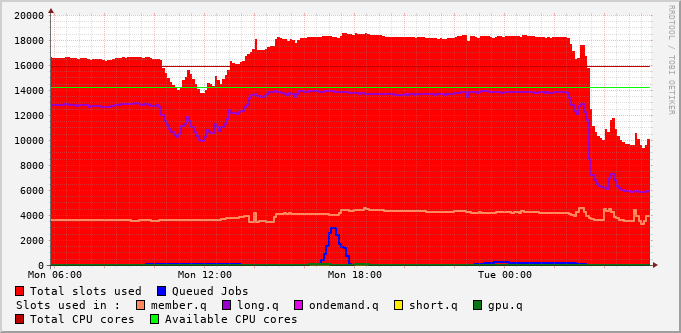 20000
18000
16000
14000
12000
10000
8000
6000
4000
2000
0
Mon 06:00 Mon 12:00 Mon 18:00 Tue 00:00
RRDTOOL / TOBI OETIKER
Total slots used Queued Jobs
Slots used in : member.q long.q ondemand.q short.q gpu.q
Total CPU cores Available CPU cores